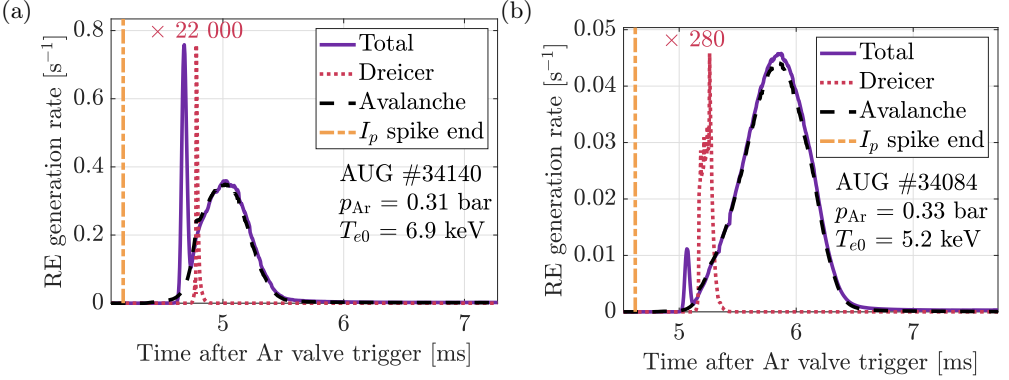 (a)
RE generation rate [s⁻¹]
0.8
0.6
0.4
0.2
0
× 22 000
Total
Dreicer
Avalanche
Iₚ spike end
AUG #34140
p_Ar = 0.31 bar
T_e0 = 6.9 keV
5
6
7
Time after Ar valve trigger [ms]
(b)
RE generation rate [s⁻¹]
0.05
0.04
0.03
0.02
0.01
0
× 280
Total
Dreicer
Avalanche
Iₚ spike end
AUG #34084
p_Ar = 0.33 bar
T_e0 = 5.2 keV
5
6
7
Time after Ar valve trigger [ms]